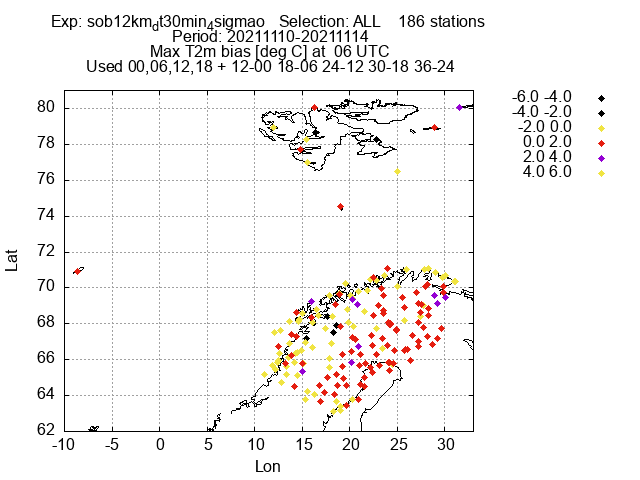 Exp: sob12km_dt30min_4sigmao   Selection: ALL    186 stations
Period: 20211110-20211114
Max T2m bias [deg C] at  06 UTC
Used 00,06,12,18 + 12-00  18-06 24-12 30-18  36-24
-6.0 -4.0
-4.0 -2.0
-2.0 0.0
0.0 2.0
2.0 4.0
4.0 6.0
Lat
80
78
76
74
72
70
68
66
64
62
-10 -5 0 5 10 15 20 25 30
Lon